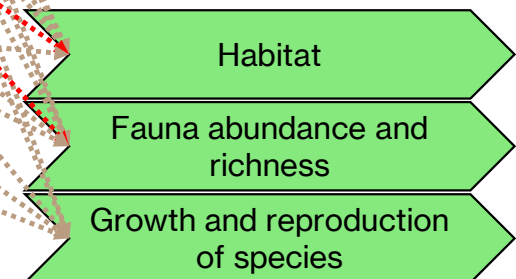 Habitat
Fauna abundance and
richness
Growth and reproduction
of species